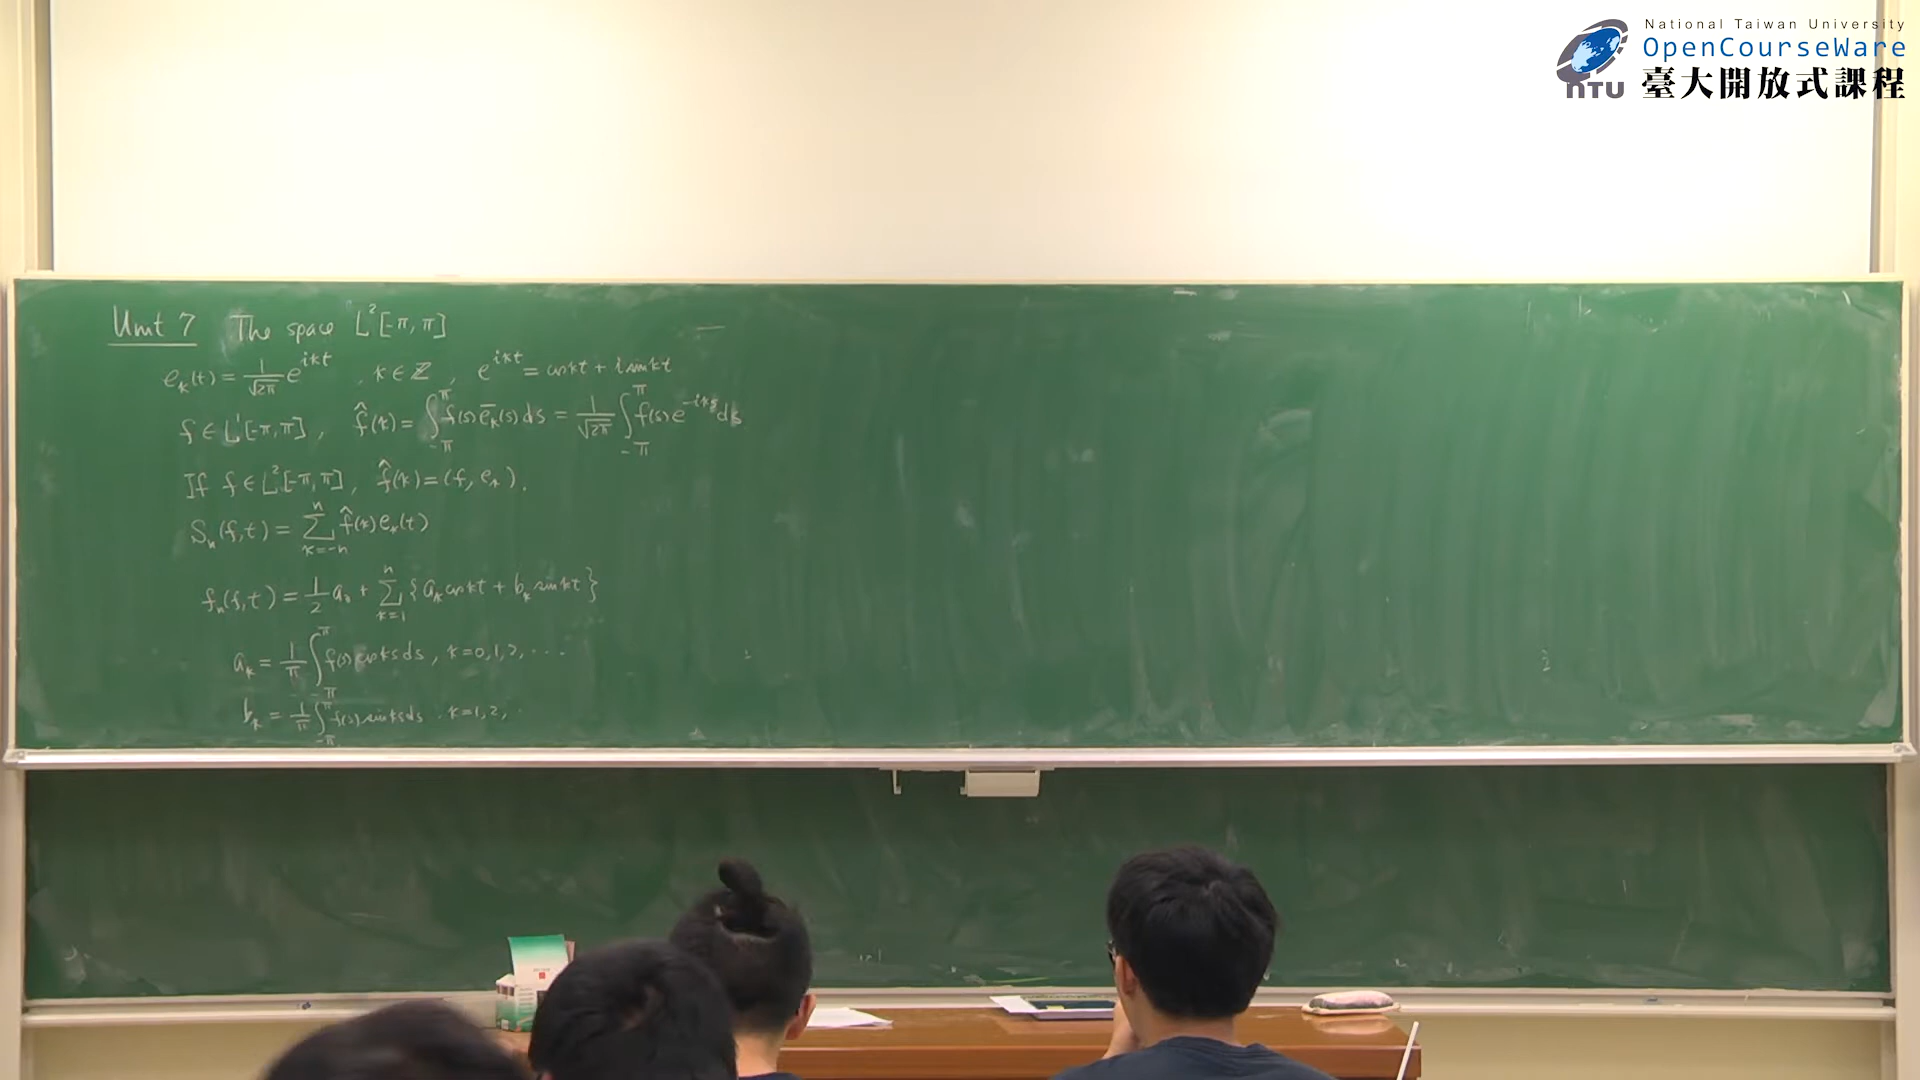 National Taiwan University
OpenCourseWare
臺大開放式課程
NTU
Unit 7 The space L²[-π, π]
e_k(t) = 1/√2π e^{ikt}, k ∈ ℤ, e^{ikt} = cos kt + i sin kt
f ∈ L¹[-π, π], f̂(k) = ∫_{-π}^{π} f(s) ē_k(s) ds = 1/√2π ∫_{-π}^{π} f(s) e^{-iks} ds
If f ∈ L²[-π, π], f̂(k) = (f, e_k).
S_n(f, t) = Σ_{k=-n}^{n} f̂(k) e_k(t)
f_n(f, t) = 1/2 a_0 + Σ_{k=1}^{n} {a_k cos kt + b_k sin kt}
a_k = 1/π ∫_{-π}^{π} f(s) cos ks ds, k = 0, 1, 2, ...
b_k = 1/π ∫_{-π}^{π} f(s) sin ks ds, k = 1, 2, .